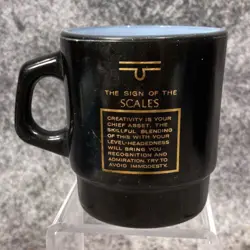 THE SIGN OF THE
SCALES
CREATIVITY IS YOUR
CHIEF ASSET. THE
SKILLFUL BLENDING
OF THIS WITH YOUR
LEVEL-HEADEDNESS
WILL BRING YOU
RECOGNITION AND
ADMIRATION. TRY TO
AVOID IMMODESTY.